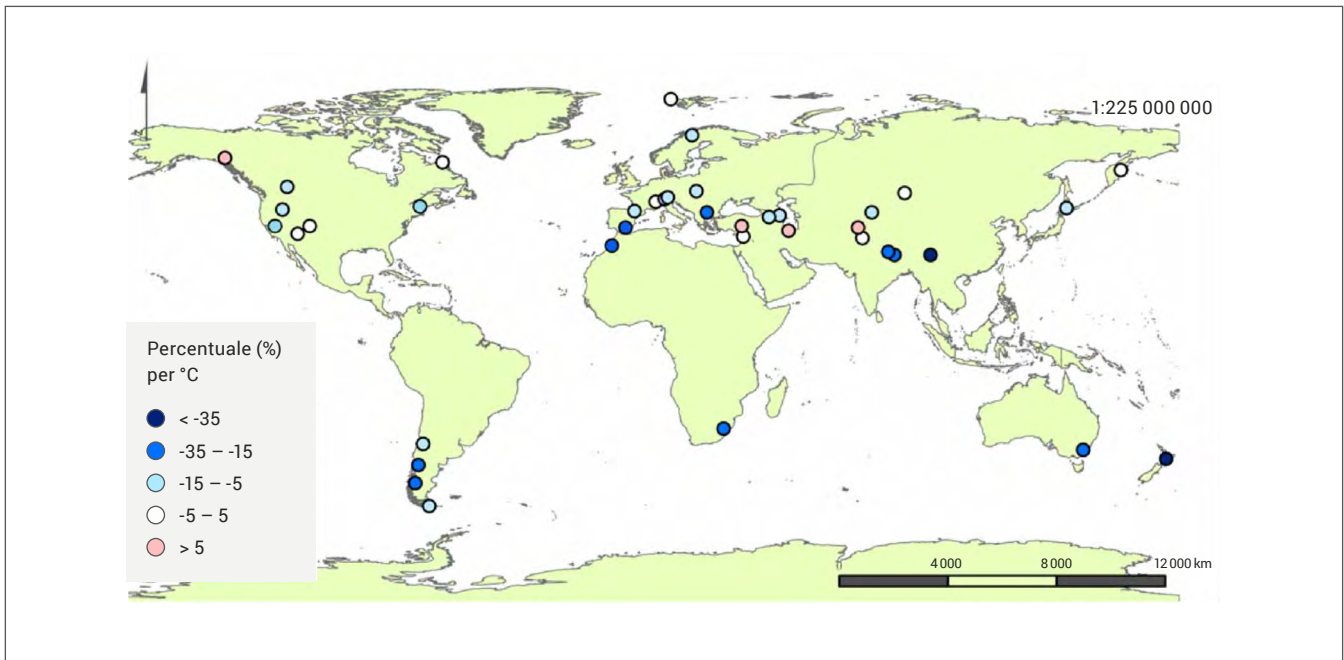 1:225 000 000
Percentuale (%)
per °C
< -35
-35 – -15
-15 – -5
-5 – 5
> 5
0 4 000 8 000 12 000 km